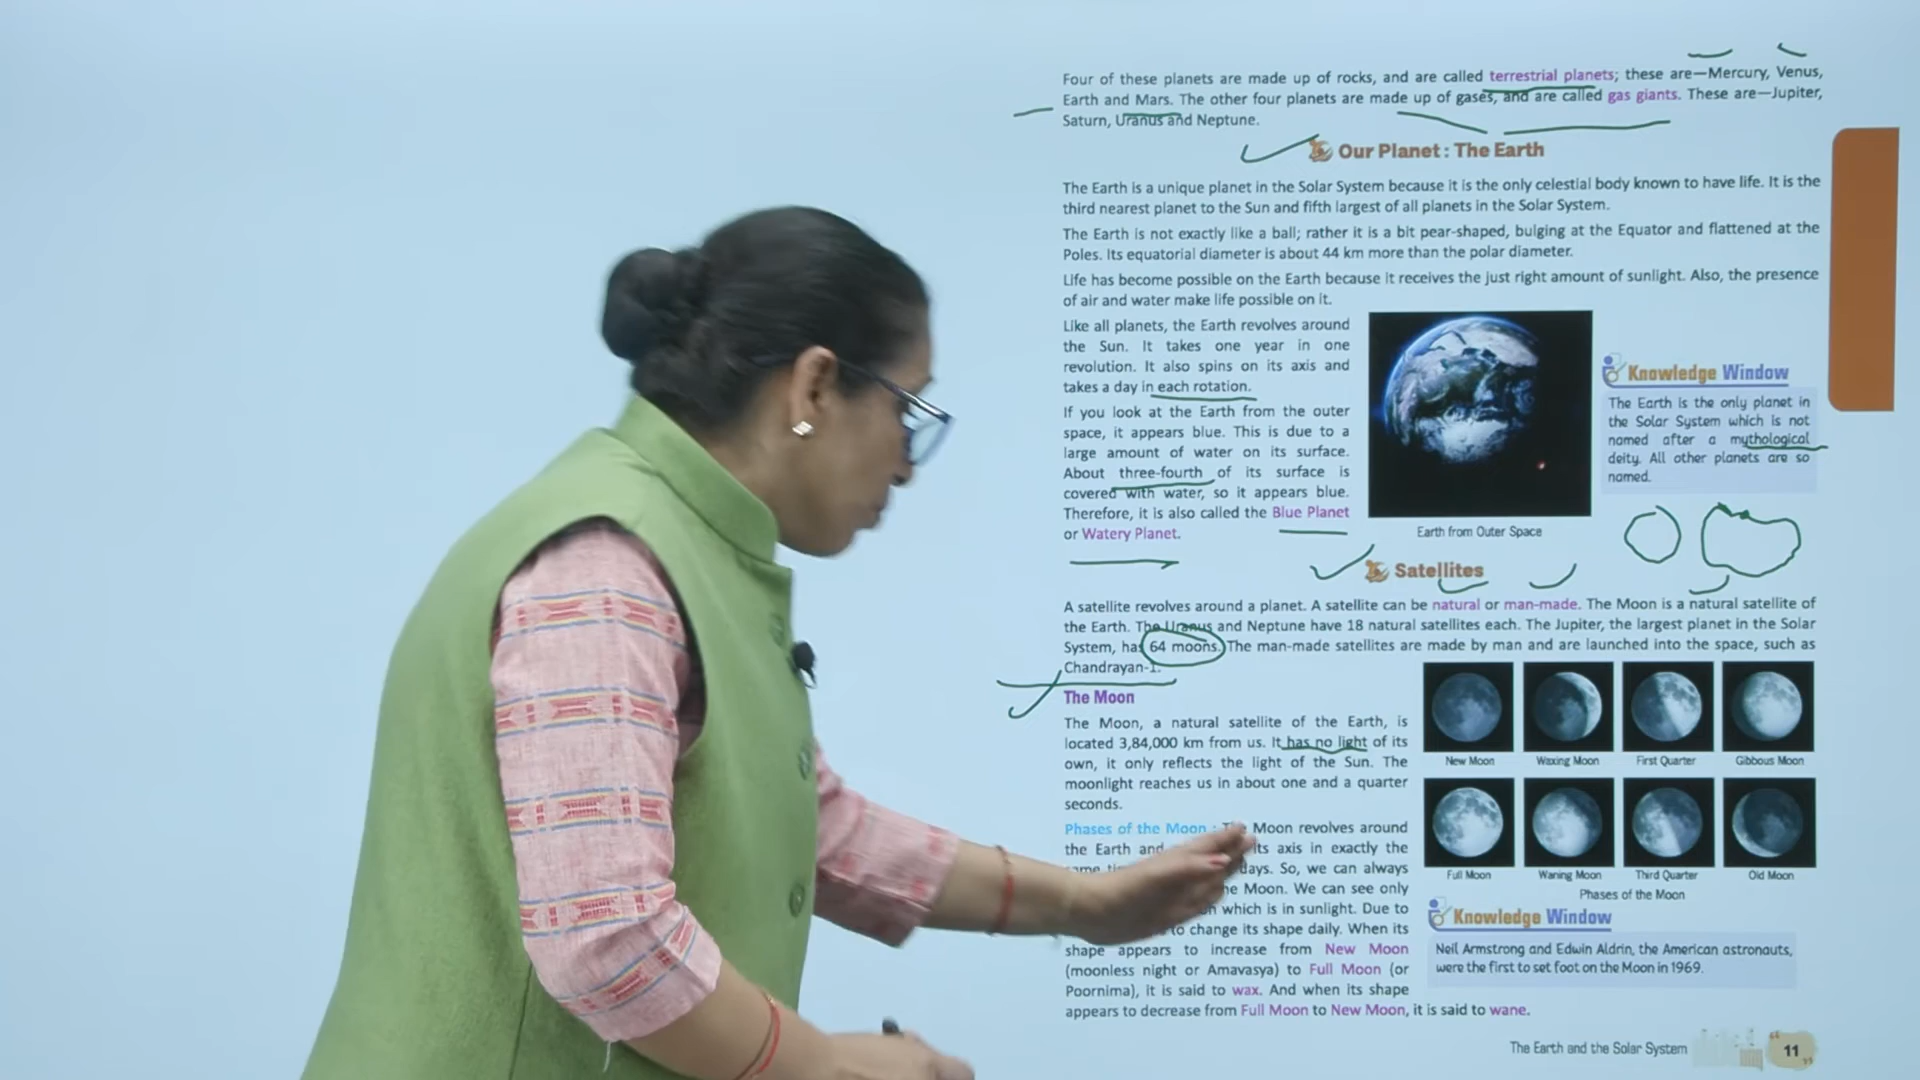 Four of these planets are made up of rocks, and are called terrestrial planets; these are—Mercury, Venus,
Earth and Mars. The other four planets are made up of gases, and are called gas giants. These are—Jupiter,
Saturn, Uranus and Neptune.
Our Planet : The Earth
The Earth is a unique planet in the Solar System because it is the only celestial body known to have life. It is the
third nearest planet to the Sun and fifth largest of all planets in the Solar System.
The Earth is not exactly like a ball; rather it is a bit pear-shaped, bulging at the Equator and flattened at the
Poles. Its equatorial diameter is about 44 km more than the polar diameter.
Life has become possible on the Earth because it receives the just right amount of sunlight. Also, the presence
of air and water make life possible on it.
Like all planets, the Earth revolves around
the Sun. It takes one year in one
revolution. It also spins on its axis and
takes a day in each rotation.
If you look at the Earth from the outer
space, it appears blue. This is due to a
large amount of water on its surface.
About three-fourth of its surface is
covered with water, so it appears blue.
Therefore, it is also called the Blue Planet
or Watery Planet.
Earth from Outer Space
Knowledge Window
The Earth is the only planet in
the Solar System which is not
named after a mythological
deity. All other planets are so
named.
Satellites
A satellite revolves around a planet. A satellite can be natural or man-made. The Moon is a natural satellite of
the Earth. The Uranus and Neptune have 18 natural satellites each. The Jupiter, the largest planet in the Solar
System, has 64 moons. The man-made satellites are made by man and are launched into the space, such as
Chandrayan-1.
The Moon
The Moon, a natural satellite of the Earth, is
located 3,84,000 km from us. It has no light of its
own, it only reflects the light of the Sun. The
moonlight reaches us in about one and a quarter
seconds.
Phases of the Moon : The Moon revolves around
the Earth and its axis in exactly the
days. So, we can always
Moon. We can see only
which is in sunlight. Due to
to change its shape daily. When its
shape appears to increase from New Moon
(moonless night or Amavasya) to Full Moon (or
Poornima), it is said to wax. And when its shape
appears to decrease from Full Moon to New Moon, it is said to wane.
New Moon
Waxing Moon
First Quarter
Gibbous Moon
Full Moon
Waning Moon
Third Quarter
Old Moon
Phases of the Moon
Knowledge Window
Neil Armstrong and Edwin Aldrin, the American astronauts,
were the first to set foot on the Moon in 1969.
The Earth and the Solar System
11